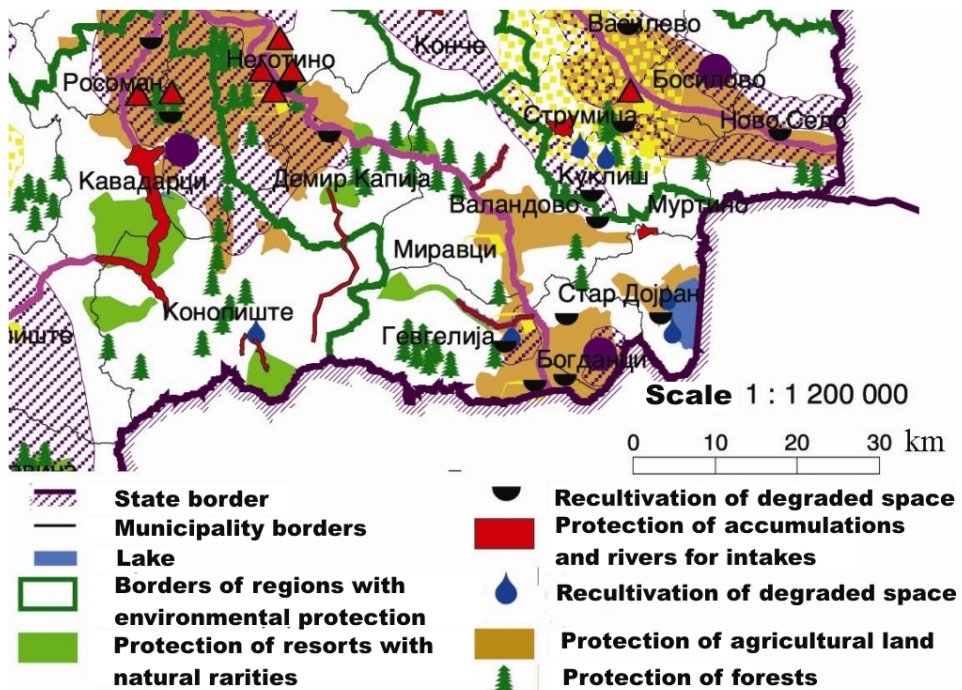 Василево
Конче
Неготино
Росоман
Босилово
Струмица
Ново Село
Кавадарци
Демир Капија
Куклиш
Валандово
Муртино
Миравци
Конопиште
Стар Дојран
иште
Гевгелија
Богданци
Scale 1 : 1 200 000
0 10 20 30 km
State border
Municipality borders
Lake
Borders of regions with
environmental protection
Protection of resorts with
natural rarities
Recultivation of degraded space
Protection of accumulations
and rivers for intakes
Recultivation of degraded space
Protection of agricultural land
Protection of forests